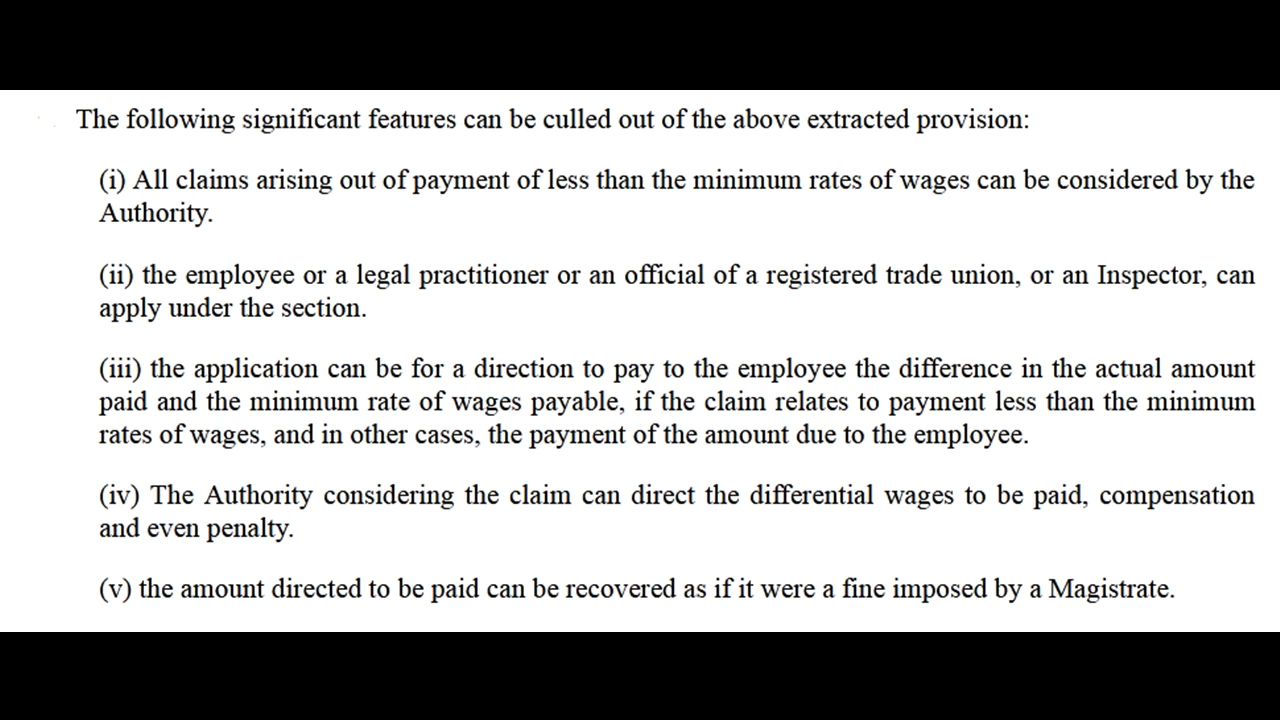 The following significant features can be culled out of the above extracted provision:
(i) All claims arising out of payment of less than the minimum rates of wages can be considered by the
Authority.
(ii) the employee or a legal practitioner or an official of a registered trade union, or an Inspector, can
apply under the section.
(iii) the application can be for a direction to pay to the employee the difference in the actual amount
paid and the minimum rate of wages payable, if the claim relates to payment less than the minimum
rates of wages, and in other cases, the payment of the amount due to the employee.
(iv) The Authority considering the claim can direct the differential wages to be paid, compensation
and even penalty.
(v) the amount directed to be paid can be recovered as if it were a fine imposed by a Magistrate.